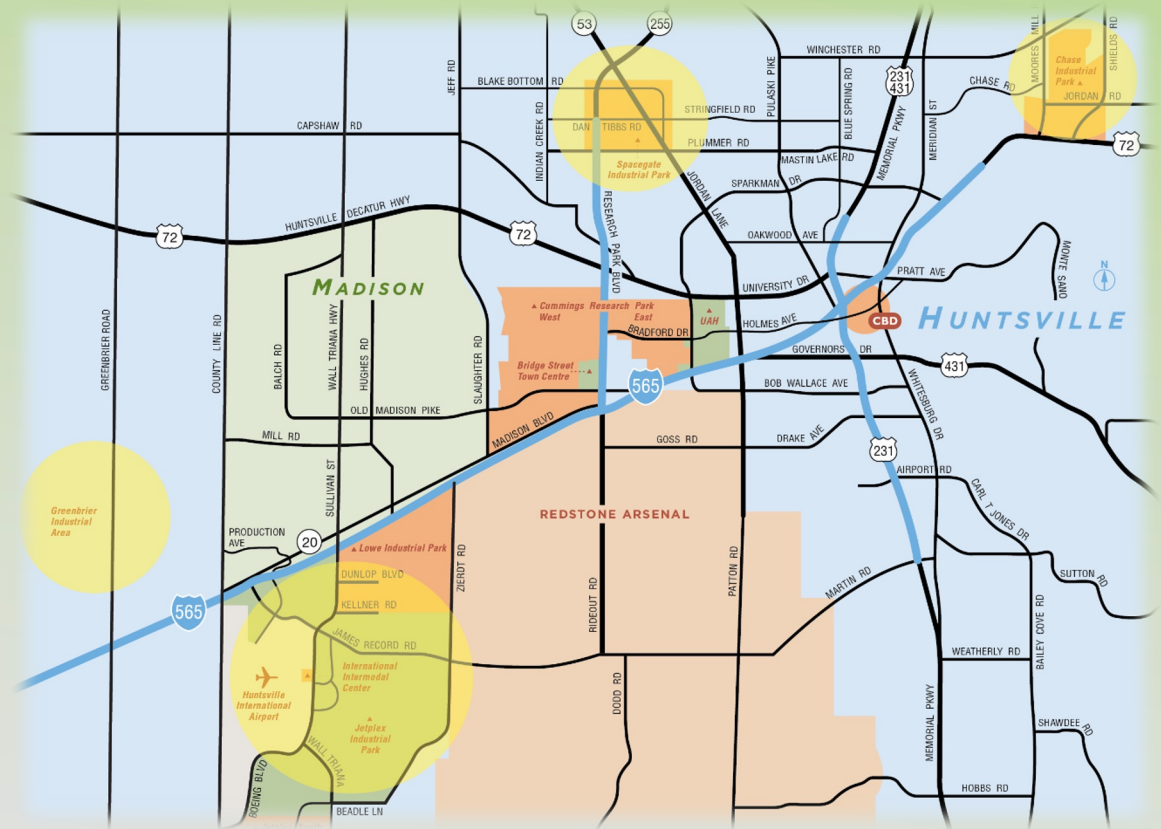 53
255
WINCHESTER RD
MOORES MILL
SHIELDS RD
Chase
Industrial
Park
JEFF RD
BLAKE BOTTOM RD
PULASKI PIKE
BLUE SPRING RD
231
431
CHASE RD
JORDAN RD
INDIAN CREEK RD
STRINGFIELD RD
MEMORIAL PKWY
MERIDIAN ST
CAPSHAW RD
DAN TIBBS RD
PLUMMER RD
72
MASTIN LAKE RD
Spacegate
Industrial Park
SPARKMAN DR
JORDAN LANE
RESEARCH PARK BLVD
HUNTSVILLE DECATUR HWY
72
72
OAKWOOD AVE
MONTE SANO
PRATT AVE
N
MADISON
UNIVERSITY DR
Cummings Research Park
West East
UAH
HOLMES AVE
BRADFORD DR
CBD
HUNTSVILLE
GREENBRIER ROAD
COUNTY LINE RD
BALCH RD
WALL TRIANA HWY
HUGHES RD
SLAUGHTER RD
Bridge Street
Town Centre
GOVERNORS DR
431
565
BOB WALLACE AVE
WHITESBURG DR
OLD MADISON PIKE
MADISON BLVD
MILL RD
GOSS RD
DRAKE AVE
231
AIRPORT RD
SULLIVAN ST
CARL T JONES DR
Greenbrier
Industrial
Area
REDSTONE ARSENAL
PRODUCTION
AVE
20
Lowe Industrial Park
ZIERDT RD
DUNLOP BLVD
PATTON RD
MARTIN RD
SUTTON RD
565
KELLNER RD
RIDEOUT RD
BAILEY COVE RD
JAMES RECORD RD
WEATHERLY RD
International
Intermodal
Center
Huntsville
International
Airport
DODD RD
MEMORIAL PKWY
Jetplex
Industrial
Park
SHAWDEE RD
WALL TRIANA
BOEING BLVD
HOBBS RD
BEADLE LN